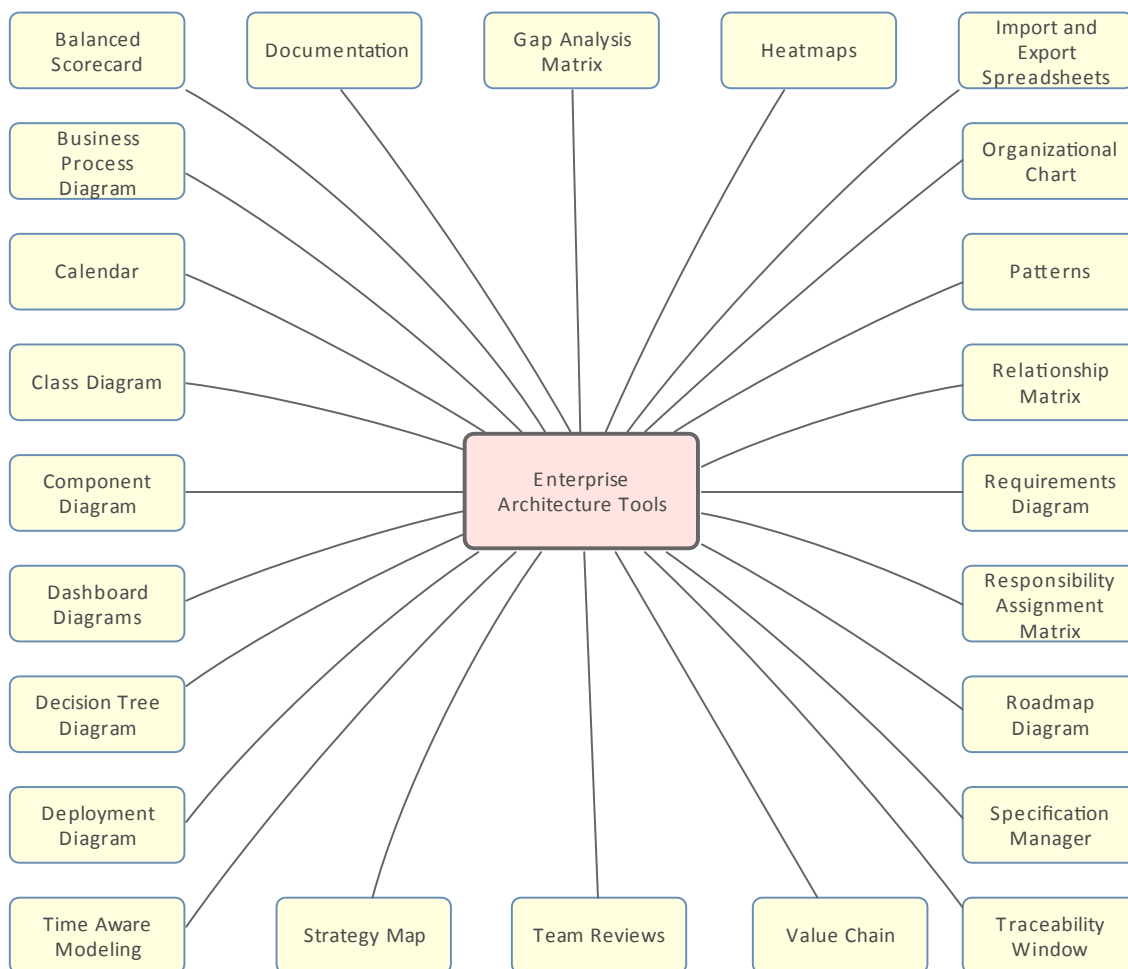 Balanced
Scorecard
Documentation
Gap Analysis
Matrix
Heatmaps
Import and
Export
Spreadsheets
Business
Process
Diagram
Organizational
Chart
Calendar
Patterns
Class Diagram
Relationship
Matrix
Component
Diagram
Enterprise
Architecture Tools
Requirements
Diagram
Dashboard
Diagrams
Responsibility
Assignment
Matrix
Decision Tree
Diagram
Roadmap
Diagram
Deployment
Diagram
Specification
Manager
Time Aware
Modeling
Strategy Map
Team Reviews
Value Chain
Traceability
Window